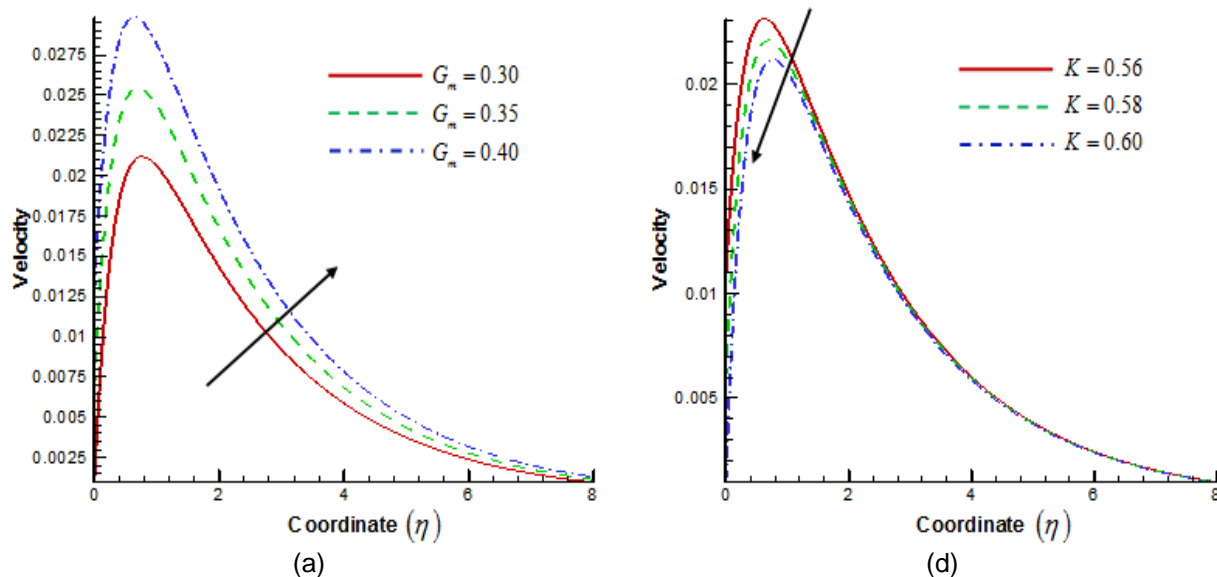 G_m = 0.30
G_m = 0.35
G_m = 0.40
0.0275
0.025
0.0225
0.02
0.0175
0.015
0.0125
0.01
0.0075
0.005
0.0025
Velocity
0 2 4 6 8
Coordinate (η)
(a)
K = 0.56
K = 0.58
K = 0.60
0.02
0.015
0.01
0.005
Velocity
0 2 4 6 8
Coordinate (η)
(d)